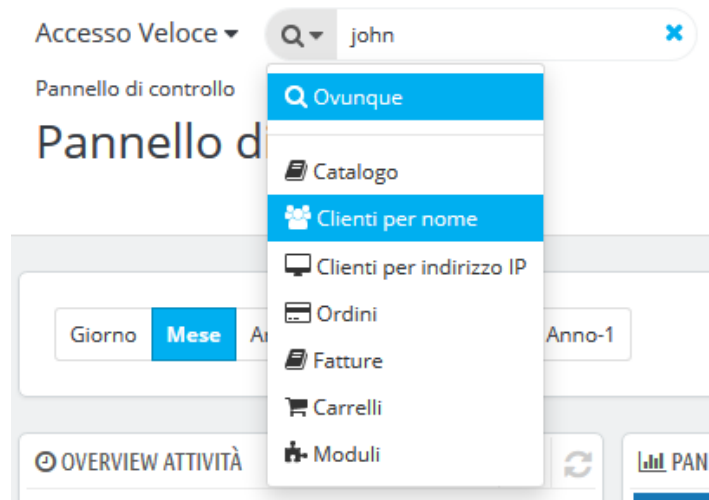 Accesso Veloce
john
Pannello di controllo
Pannello d
Ovunque
Catalogo
Clienti per nome
Clienti per indirizzo IP
Ordini
Fatture
Carrelli
Moduli
Giorno Mese Anno-1
OVERVIEW ATTIVITÀ
PAN